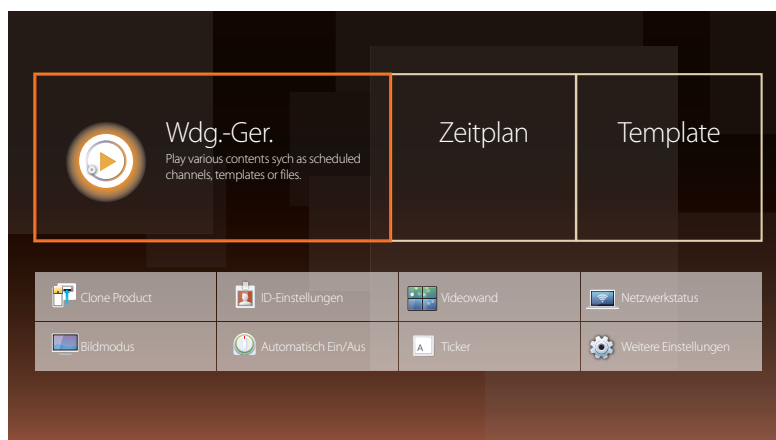 Wdg.-Ger.
Play various contents sych as scheduled
channels, templates or files.
Zeitplan
Template
Clone Product
ID-Einstellungen
Videowand
Netzwerkstatus
Bildmodus
Automatisch Ein/Aus
A
Ticker
Weitere Einstellungen